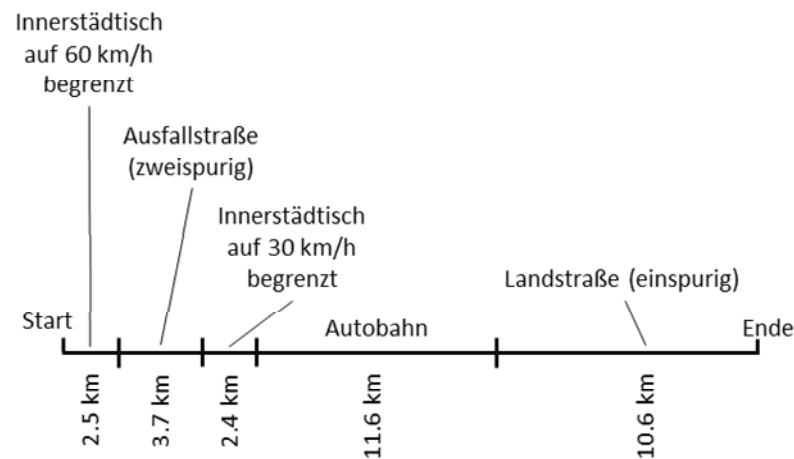 Innerstädtisch
auf 60 km/h
begrenzt
Ausfallstraße
(zweispurig)
Innerstädtisch
auf 30 km/h
begrenzt
Landstraße (einspurig)
Start
Autobahn
Ende
2.5 km
3.7 km
2.4 km
11.6 km
10.6 km